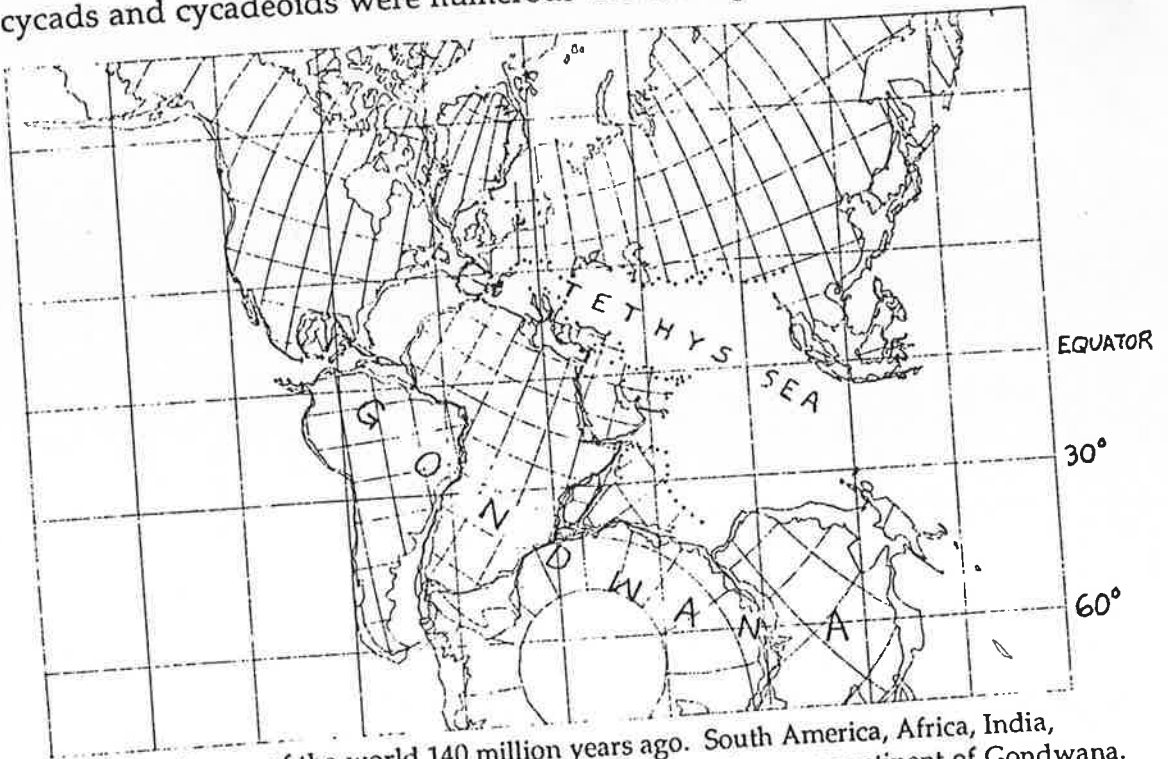 cycads and cycadeoids were numerous
TETHYS SEA
EQUATOR
30°
60°
GONDWANA
of the world 140 million years ago. South America, Africa, India,
continent of Gondwana.